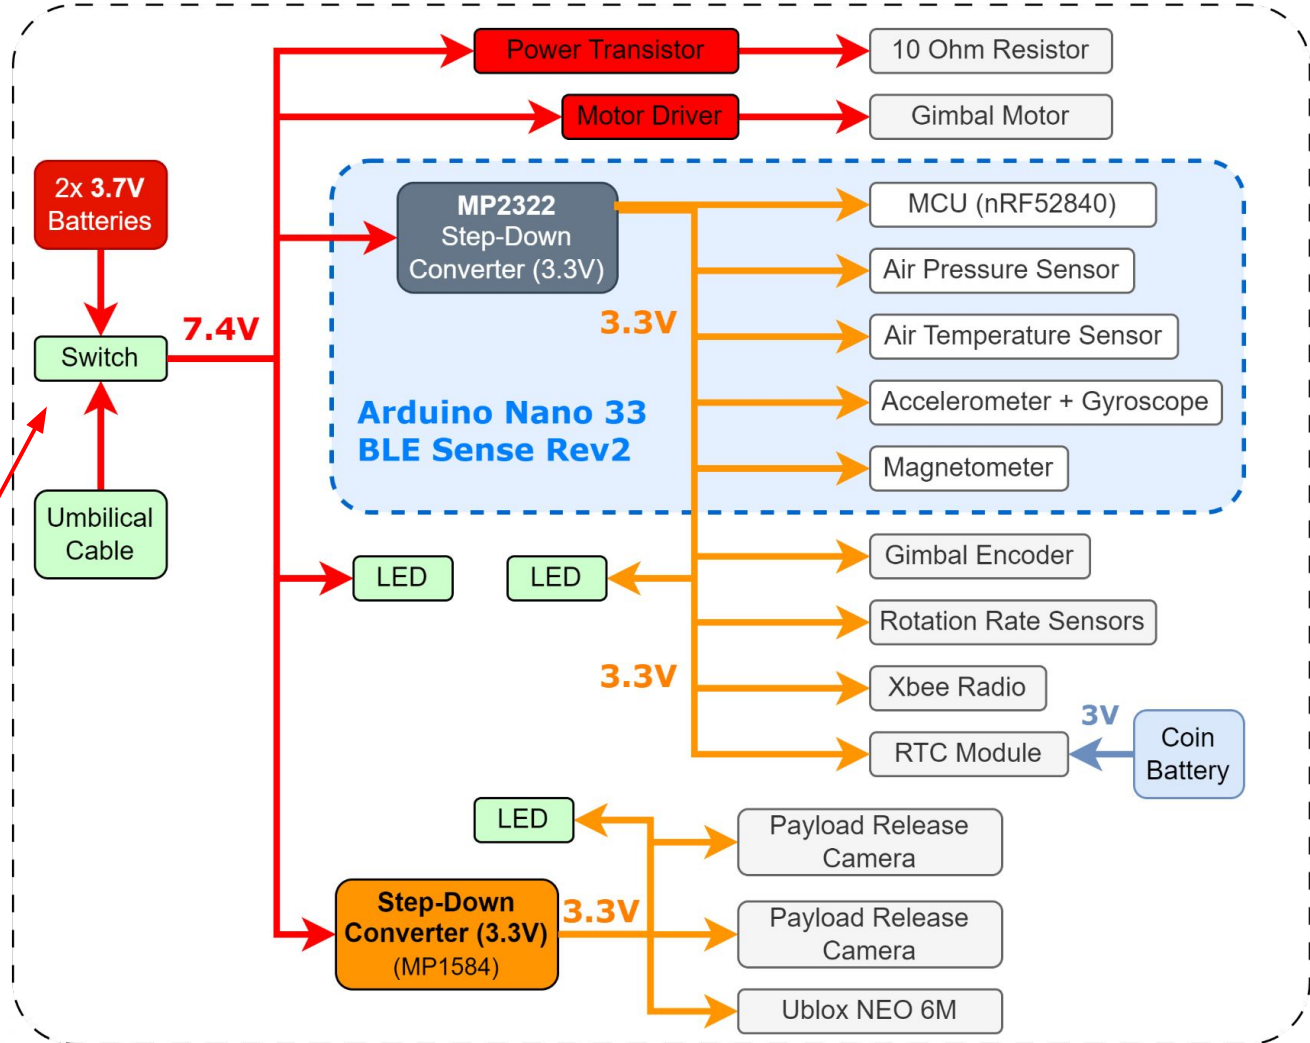 Power Transistor
10 Ohm Resistor
Motor Driver
Gimbal Motor
2x 3.7V
Batteries
MP2322
Step-Down
Converter (3.3V)
MCU (nRF52840)
Air Pressure Sensor
7.4V
3.3V
Air Temperature Sensor
Switch
Arduino Nano 33
BLE Sense Rev2
Accelerometer + Gyroscope
Magnetometer
Umbilical
Cable
LED
LED
Gimbal Encoder
Rotation Rate Sensors
3.3V
Xbee Radio
3V
RTC Module
Coin
Battery
LED
Payload Release
Camera
Step-Down
Converter (3.3V)
(MP1584)
3.3V
Payload Release
Camera
Ublox NEO 6M